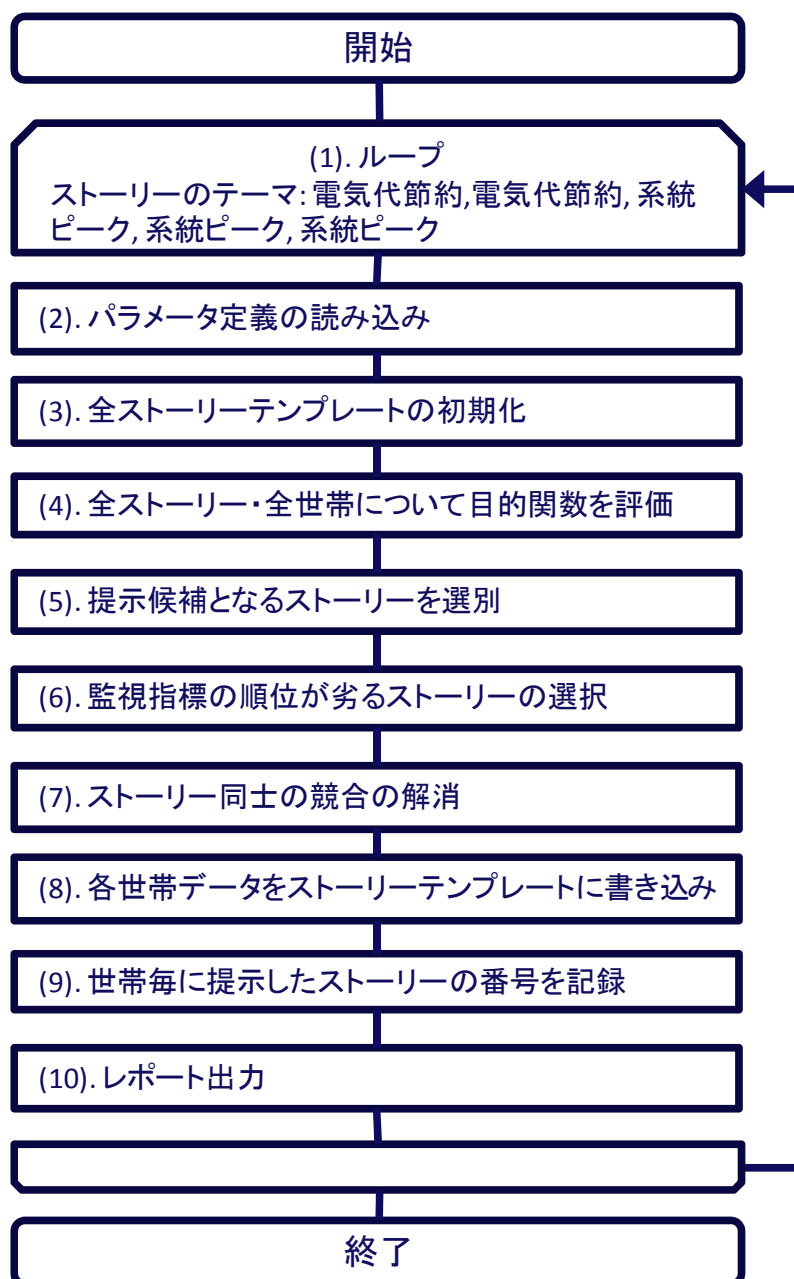 開始
(1). ループ
ストーリーのテーマ: 電気代節約,電気代節約, 系統
ピーク, 系統ピーク, 系統ピーク
(2). パラメータ定義の読み込み
(3). 全ストーリーテンプレートの初期化
(4). 全ストーリー・全世帯について目的関数を評価
(5). 提示候補となるストーリーを選別
(6). 監視指標の順位が劣るストーリーの選択
(7). ストーリー同士の競合の解消
(8). 各世帯データをストーリーテンプレートに書き込み
(9). 世帯毎に提示したストーリーの番号を記録
(10). レポート出力
終了